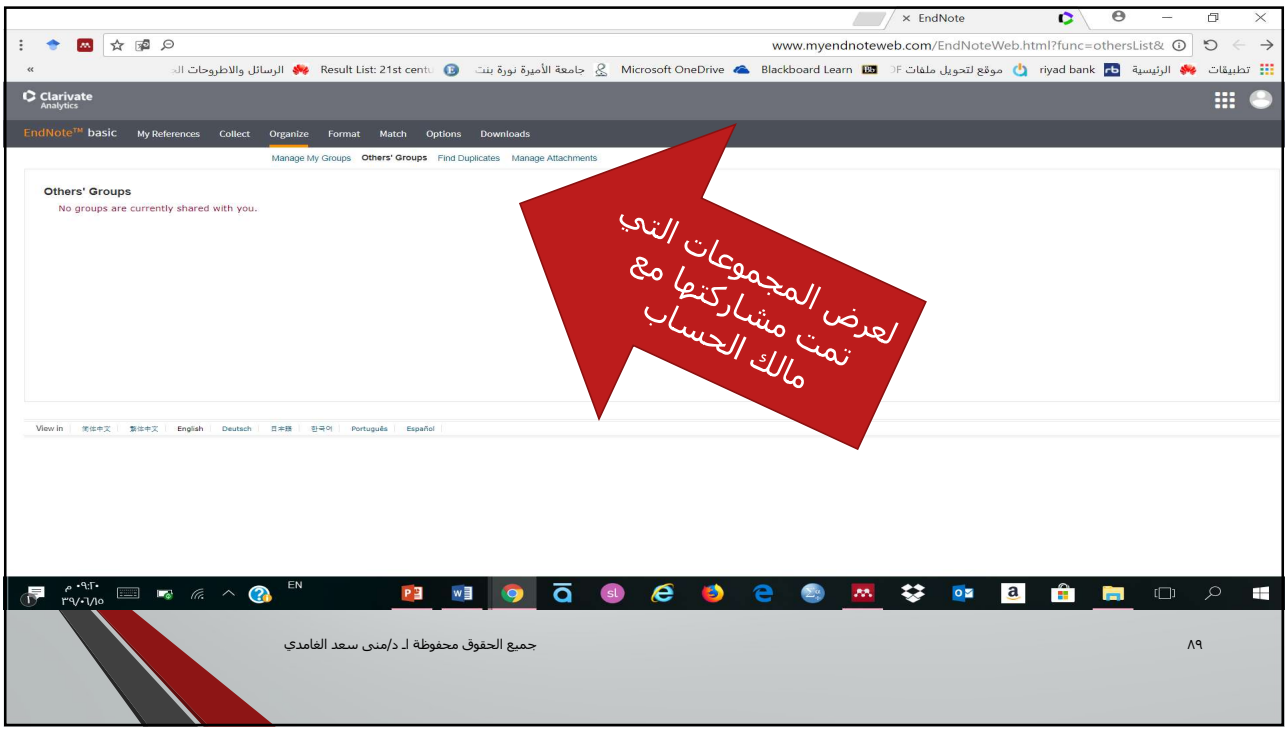 EndNote
www.myendnoteweb.com/EndNoteWeb.html?func=othersList&
تطبيقات
الرئيسية
riyad bank
موقع لتحويل ملفات
Blackboard Learn
Microsoft OneDrive
جامعة الأميرة نورة بنت
Result List: 21st centu
الرسائل والاطروحات الج
«
Clarivate
Analytics
EndNote™ basic My References Collect Organize Format Match Options Downloads
Manage My Groups Others' Groups Find Duplicates Manage Attachments
Others' Groups
No groups are currently shared with you.
لعرض المجموعات التي
تمت مشاركتها مع
مالك الحساب
View in 简体中文 繁體中文 English Deutsch 日本語 한국어 Português Español
EN
٠٩:٢٠ م
جميع الحقوق محفوظة لـ د/منى سعد الغامدي
٨٩